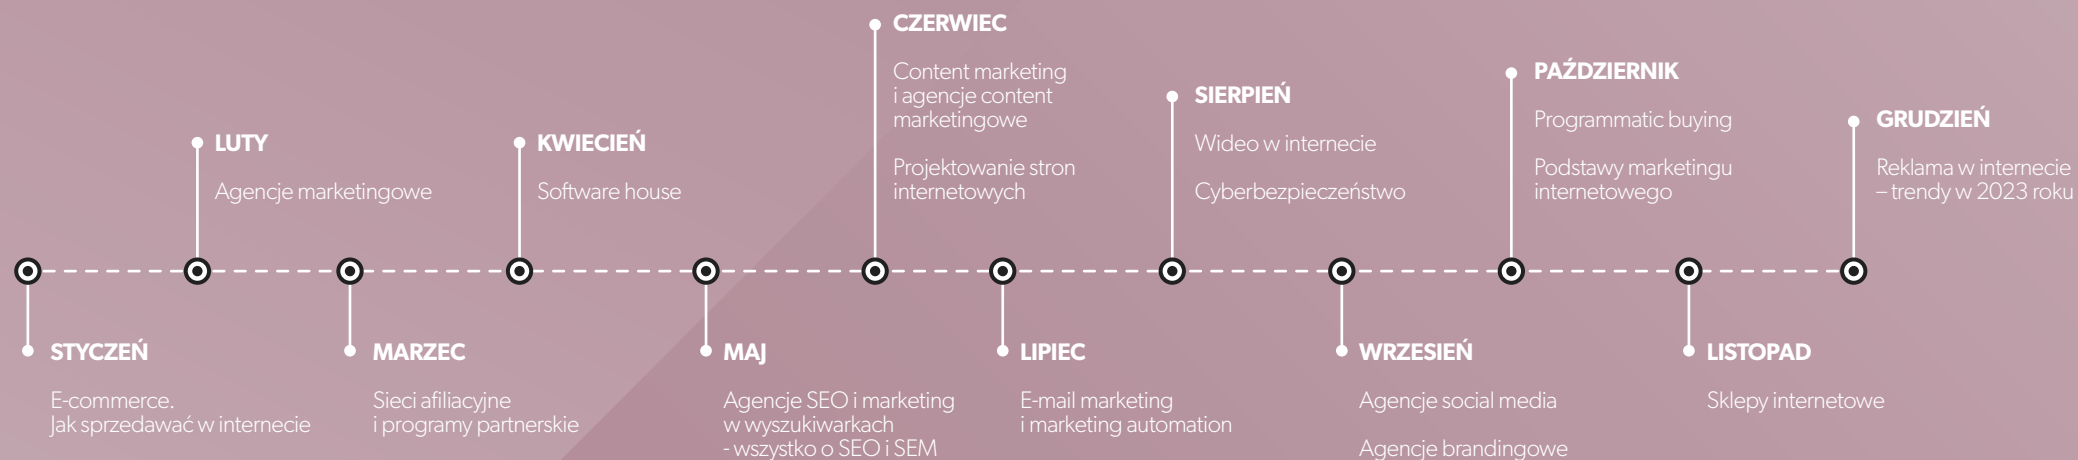 STYCZEŃ
E-commerce.
Jak sprzedawać w internecie
LUTY
Agencje marketingowe
MARZEC
Sieci afiliacyjne
i programy partnerskie
KWIECIEŃ
Software house
MAJ
Agencje SEO i marketing
w wyszukiwarkach
- wszystko o SEO i SEM
CZERWIEC
Content marketing
i agencje content
marketingowe
Projektowanie stron
internetowych
LIPIEC
E-mail marketing
i marketing automation
SIERPIEŃ
Wideo w internecie
Cyberbezpieczeństwo
WRZESIEŃ
Agencje social media
Agencje brandingowe
PAŹDZIERNIK
Programmatic buying
Podstawy marketingu
internetowego
LISTOPAD
Sklepy internetowe
GRUDZIEŃ
Reklama w internecie
– trendy w 2023 roku